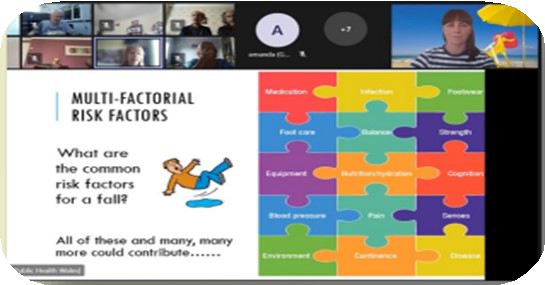 A
+7
amanda (G...
MULTI-FACTORIAL
RISK FACTORS
What are
the common
risk factors
for a fall?
All of these and many, many
more could contribute......
Medication Infection Footwear
Foot care Balance Strength
Equipment Nutrition/hydration Cognition
Blood pressure Pain Senses
Environment Continence Disease
Public Health Wales)